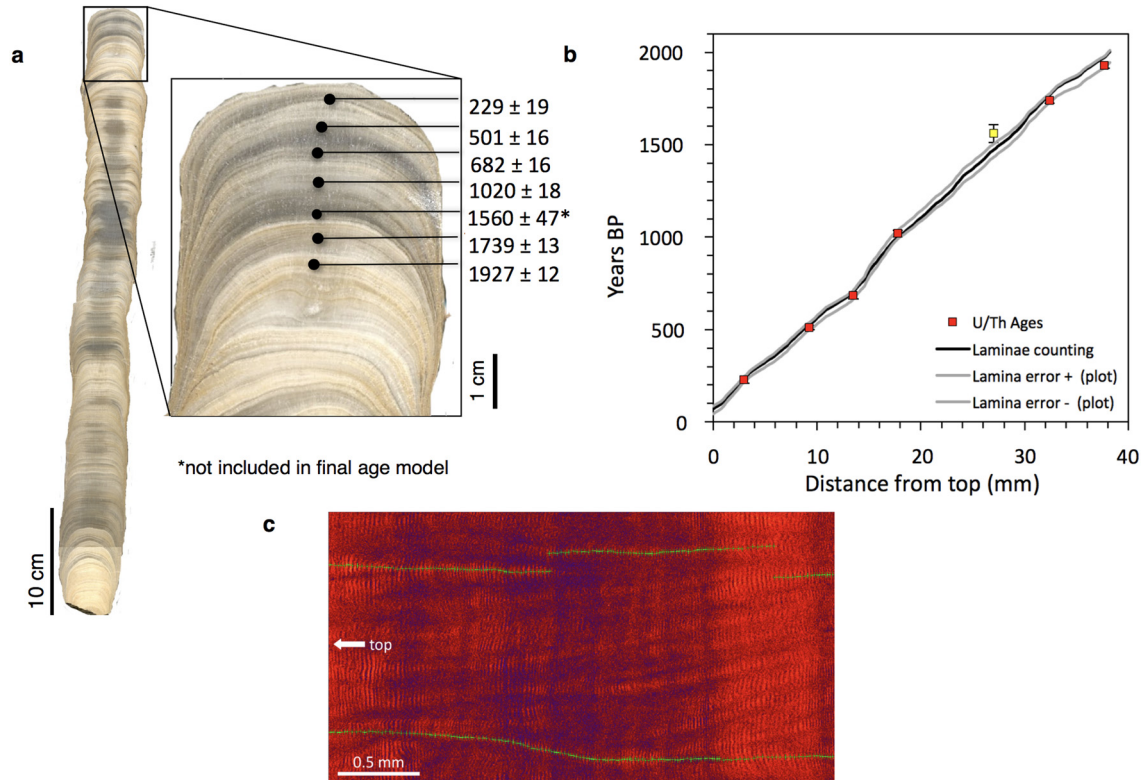 a
229 ± 19
501 ± 16
682 ± 16
1020 ± 18
1560 ± 47*
1739 ± 13
1927 ± 12
1 cm
*not included in final age model
10 cm
b
Years BP
2000
1500
1000
500
0
U/Th Ages
Laminae counting
Lamina error + (plot)
Lamina error - (plot)
0 10 20 30 40
Distance from top (mm)
c
top
0.5 mm